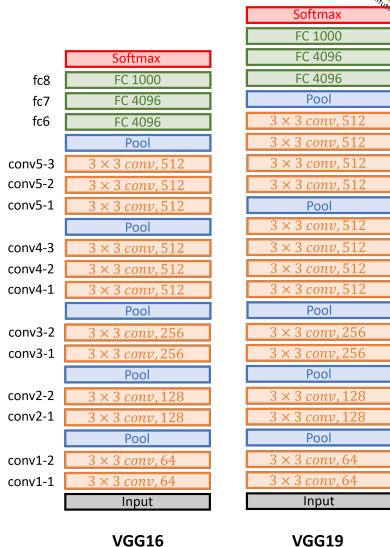 Softmax
fc8 FC 1000
fc7 FC 4096
fc6 FC 4096
Pool
conv5-3 3 × 3 conv, 512
conv5-2 3 × 3 conv, 512
conv5-1 3 × 3 conv, 512
Pool
conv4-3 3 × 3 conv, 512
conv4-2 3 × 3 conv, 512
conv4-1 3 × 3 conv, 512
Pool
conv3-2 3 × 3 conv, 256
conv3-1 3 × 3 conv, 256
Pool
conv2-2 3 × 3 conv, 128
conv2-1 3 × 3 conv, 128
Pool
conv1-2 3 × 3 conv, 64
conv1-1 3 × 3 conv, 64
Input
VGG16
Softmax
FC 1000
FC 4096
FC 4096
Pool
3 × 3 conv, 512
3 × 3 conv, 512
3 × 3 conv, 512
3 × 3 conv, 512
Pool
3 × 3 conv, 512
3 × 3 conv, 512
3 × 3 conv, 512
3 × 3 conv, 512
Pool
3 × 3 conv, 256
3 × 3 conv, 256
Pool
3 × 3 conv, 128
3 × 3 conv, 128
Pool
3 × 3 conv, 64
3 × 3 conv, 64
Input
VGG19